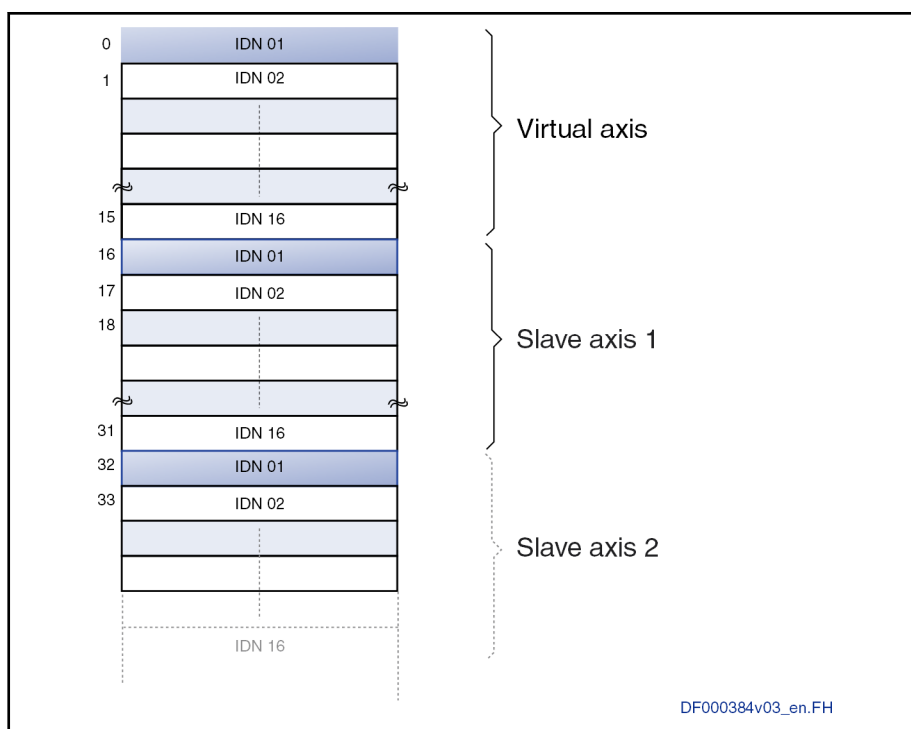 0 IDN 01
1 IDN 02
Virtual axis
15 IDN 16
16 IDN 01
17 IDN 02
18
Slave axis 1
31 IDN 16
32 IDN 01
33 IDN 02
Slave axis 2
IDN 16
DF000384v03_en.FH